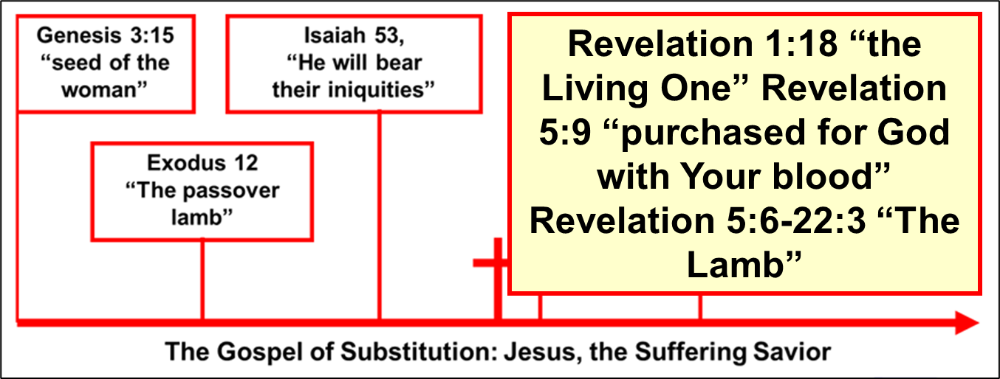 Genesis 3:15
“seed of the
woman”
Isaiah 53,
“He will bear
their iniquities”
Exodus 12
“The passover
lamb”
Revelation 1:18 “the
Living One” Revelation
5:9 “purchased for God
with Your blood”
Revelation 5:6-22:3 “The
Lamb”
The Gospel of Substitution: Jesus, the Suffering Savior